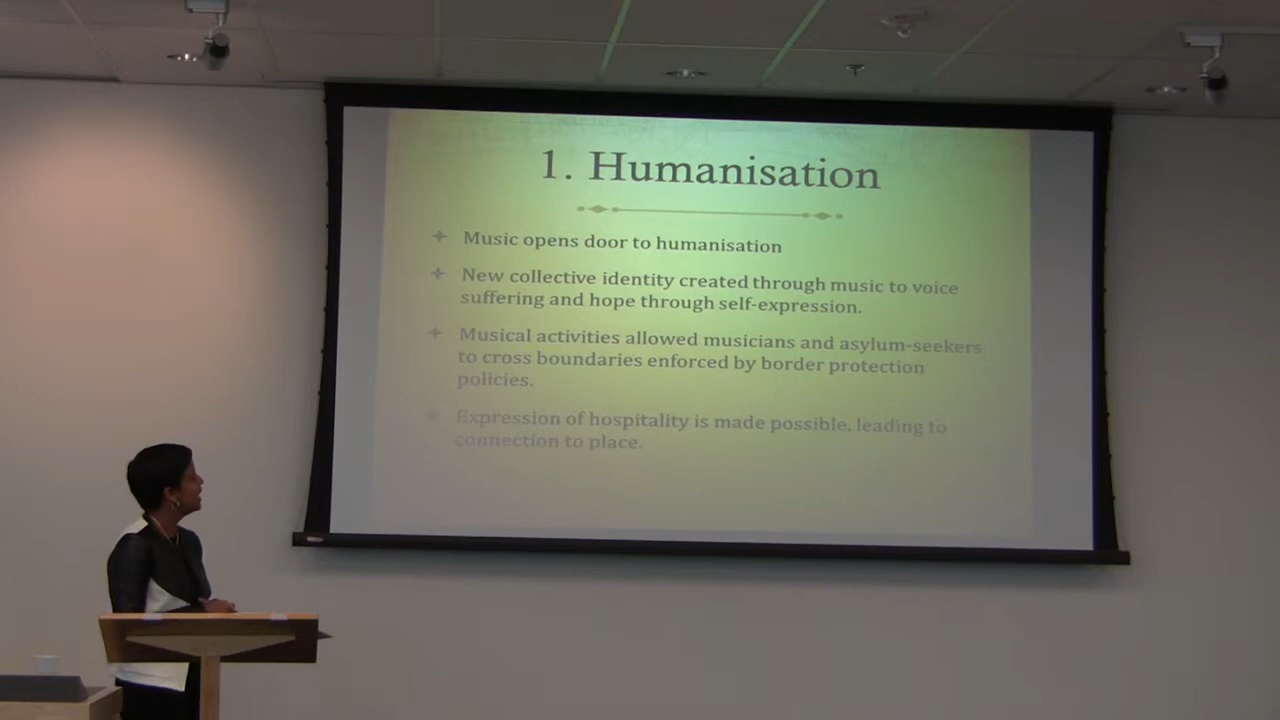 1. Humanisation
Music opens door to humanisation
New collective identity created through music to voice
suffering and hope through self-expression.
Musical activities allowed musicians and asylum-seekers
to cross boundaries enforced by border protection
policies.
Expression of hospitality is made possible, leading to
connection to place.